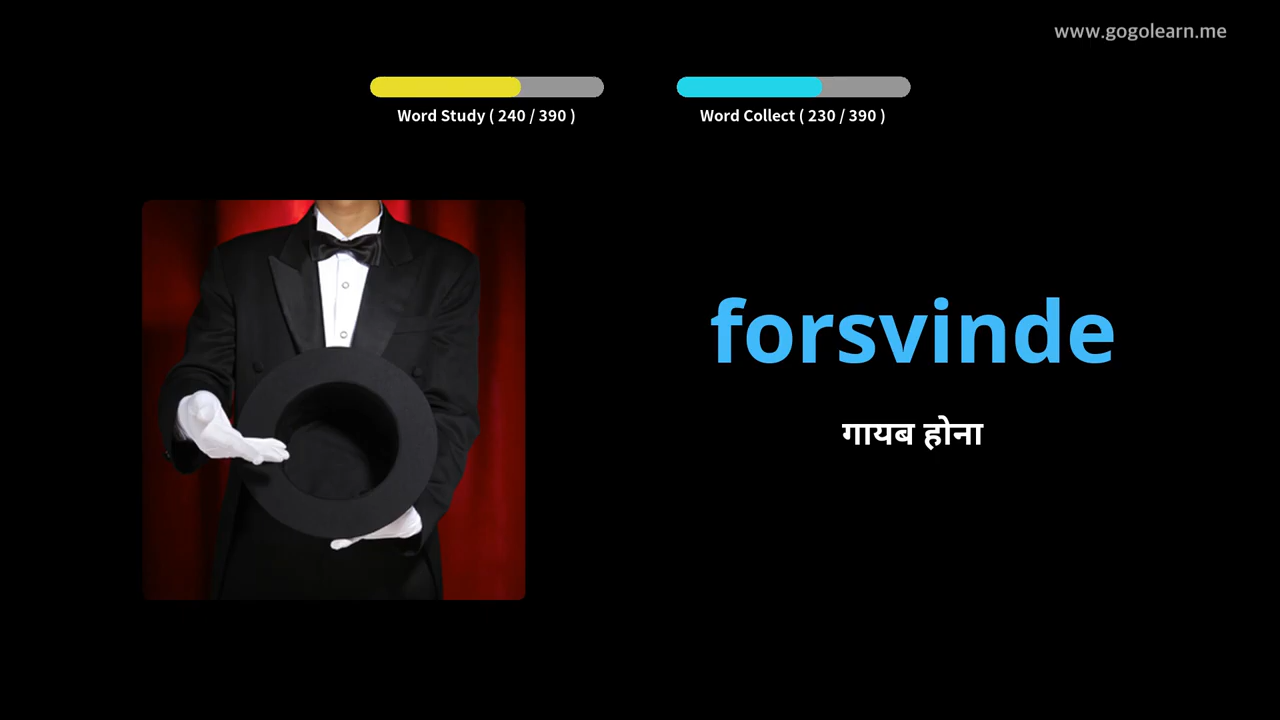 www.gogolearn.me
Word Study ( 240 / 390 )
Word Collect ( 230 / 390 )
forsvinde
गायब होना